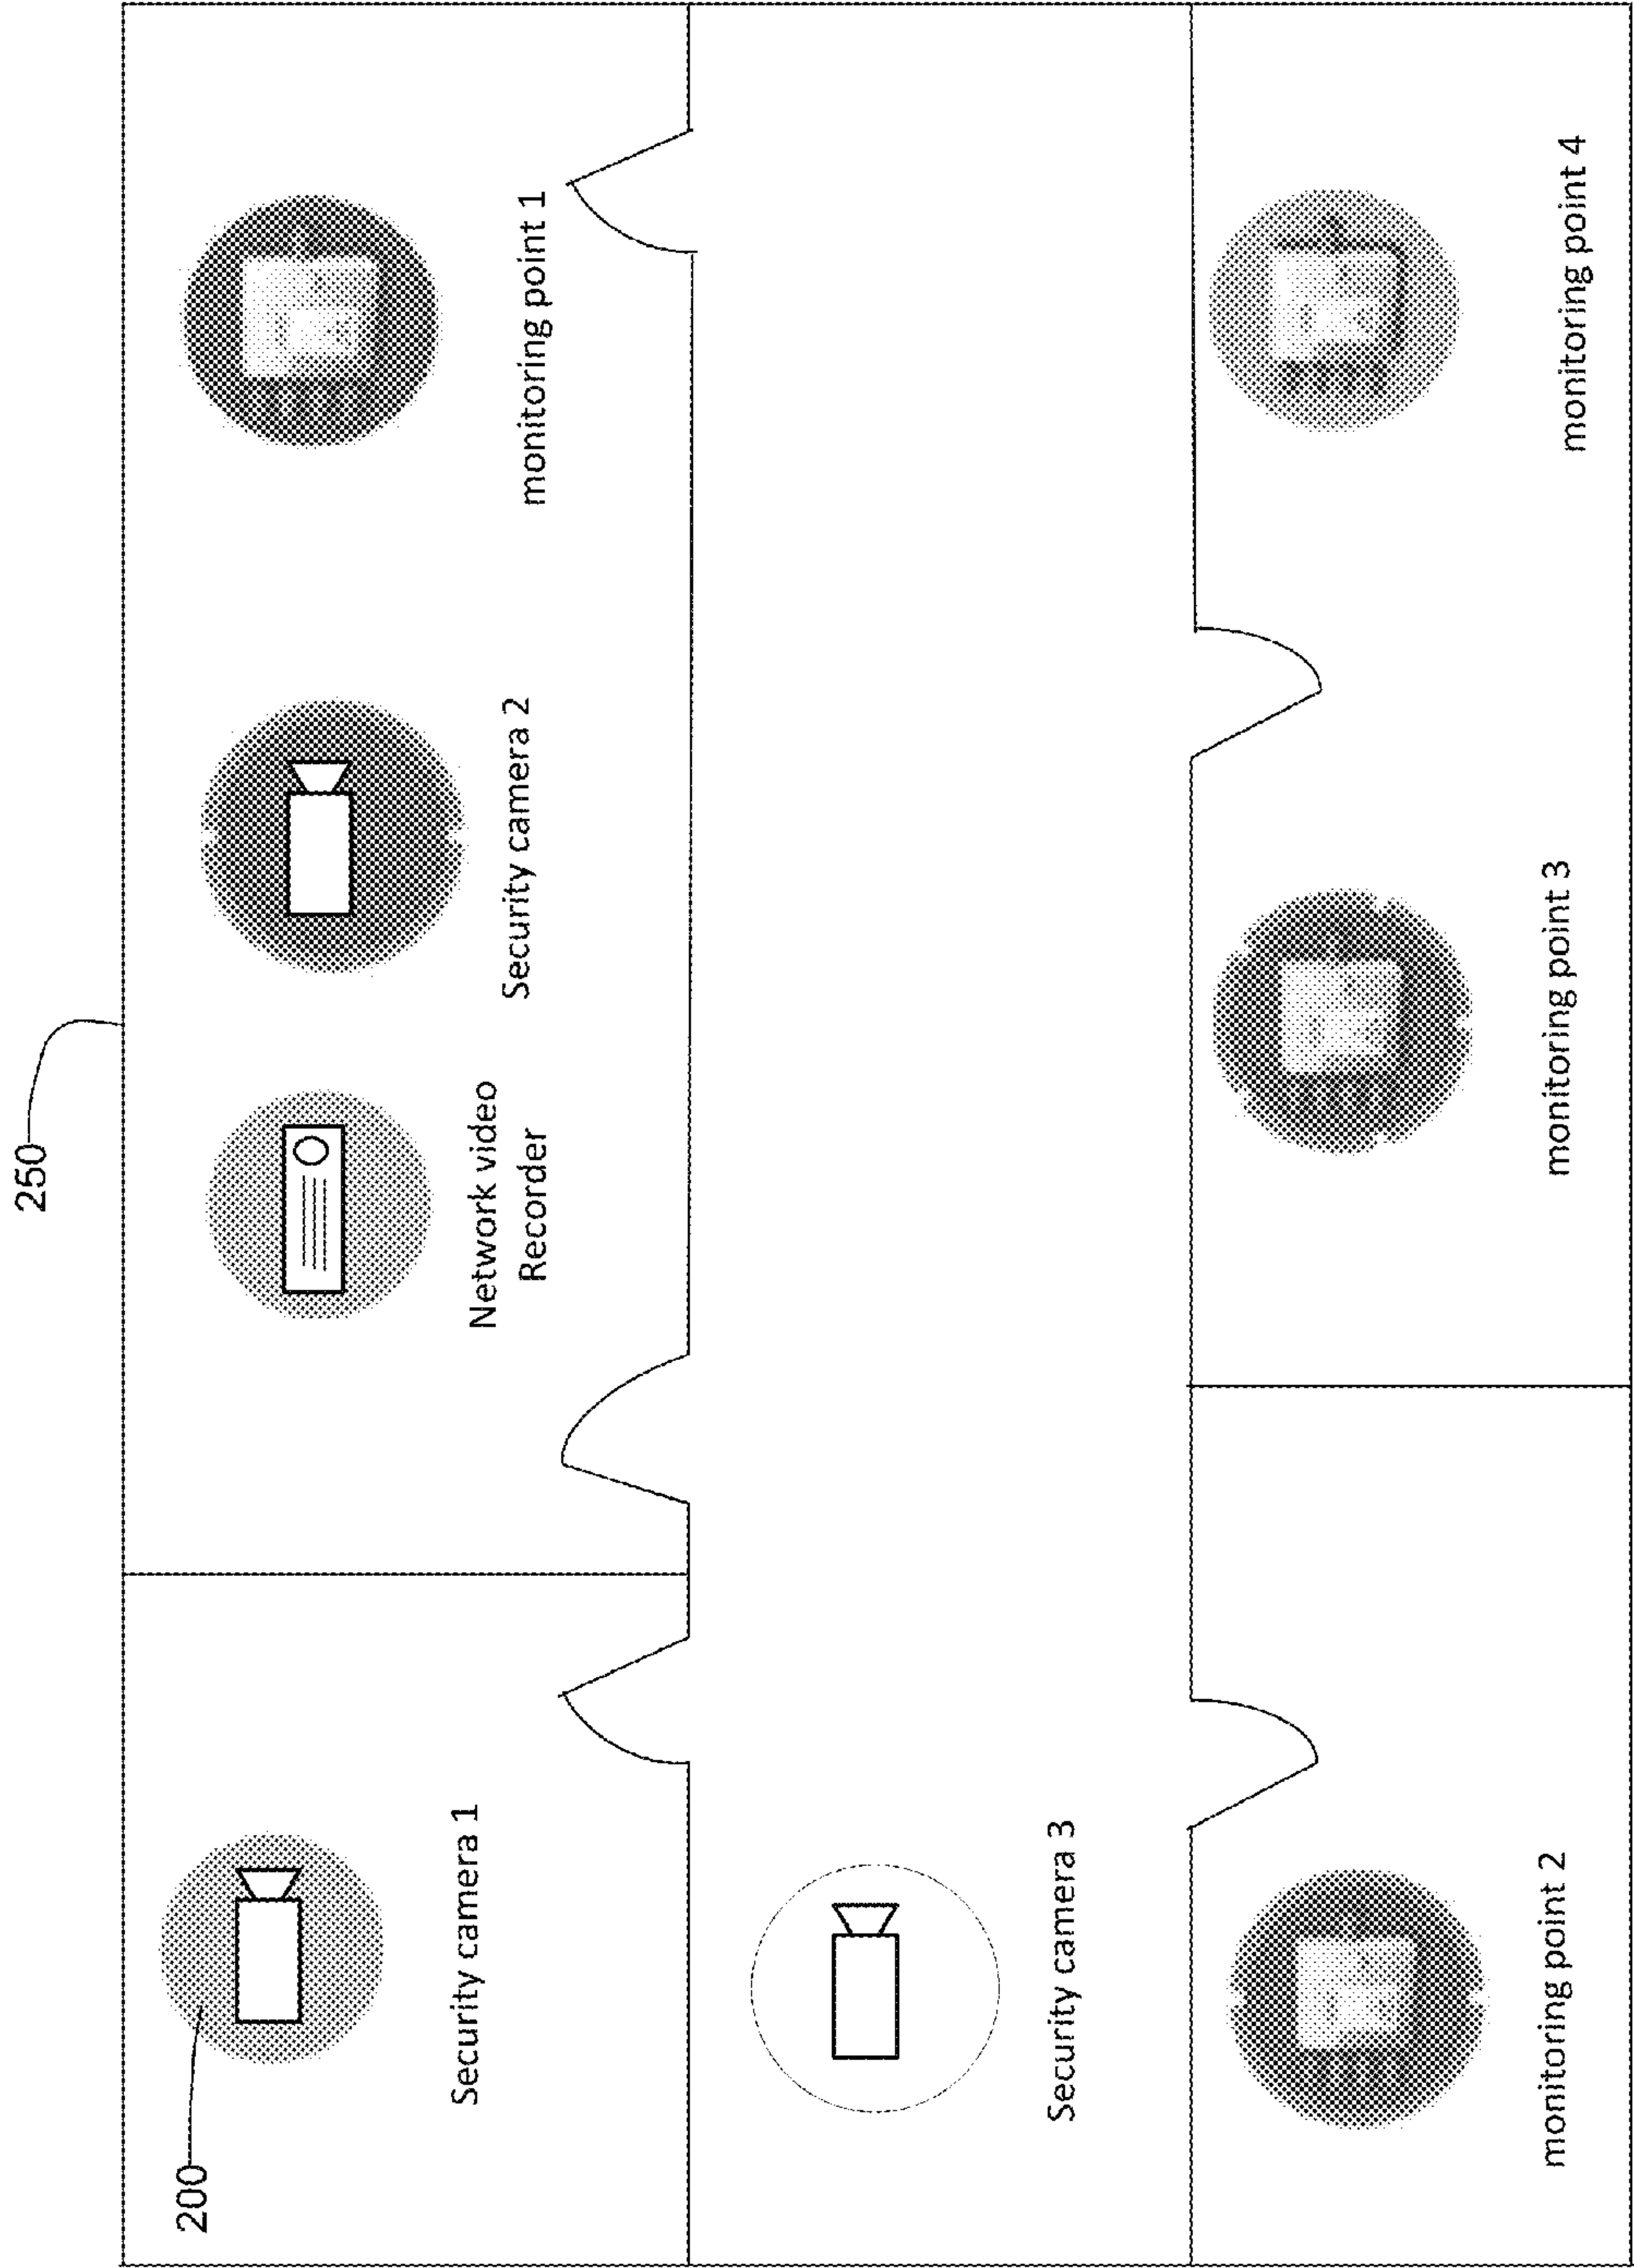 250
200
Security camera 1
Network video
Recorder
Security camera 2
monitoring point 1
Security camera 3
monitoring point 2
monitoring point 3
monitoring point 4